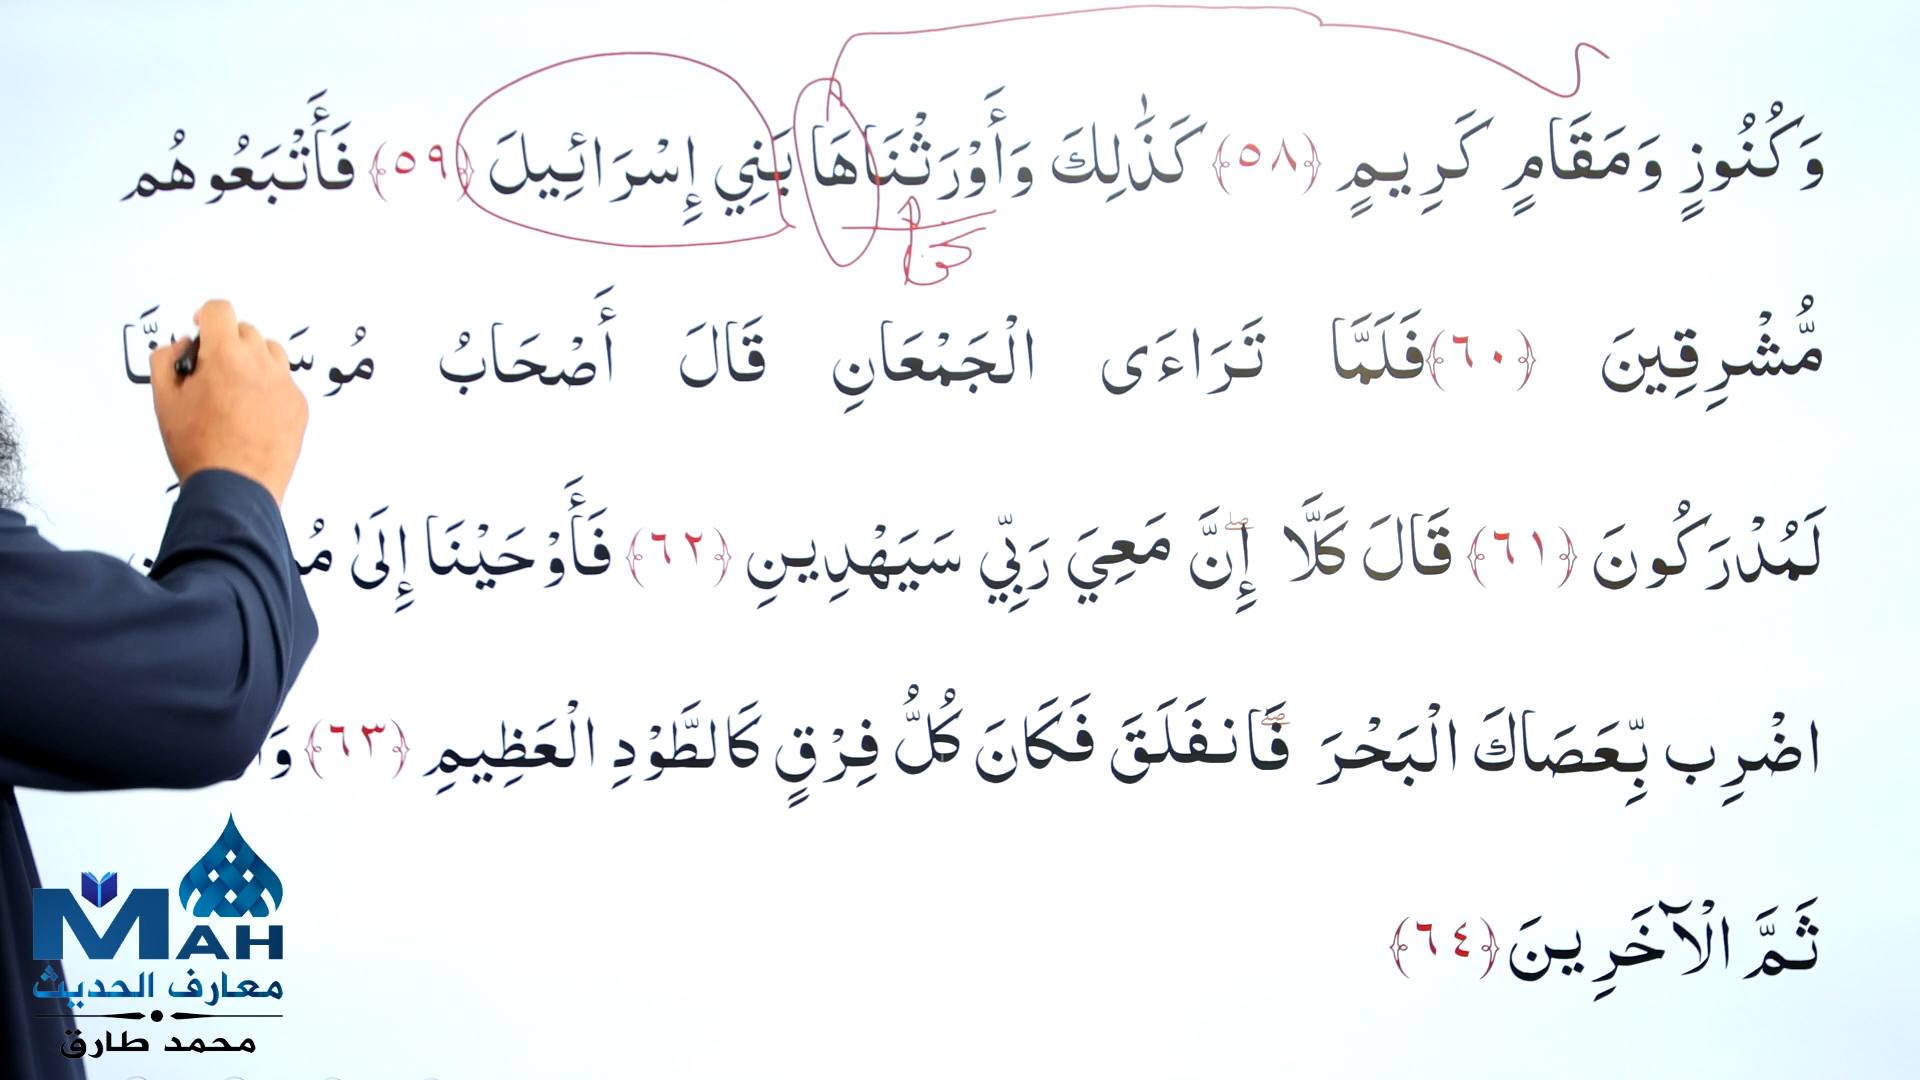 وَكُنُوزٍ وَمَقَامٍ كَرِيمٍ ﴿٥٨﴾ كَذَٰلِكَ وَأَوْرَثْنَاهَا بَنِي إِسْرَائِيلَ ﴿٥٩﴾ فَأَتْبَعُوهُم
مُّشْرِقِينَ ﴿٦٠﴾ فَلَمَّا تَرَاءَى الْجَمْعَانِ قَالَ أَصْحَابُ
لَمُدْرَكُونَ ﴿٦١﴾ قَالَ كَلَّا ۖ إِنَّ مَعِيَ رَبِّي سَيَهْدِينِ ﴿٦٢﴾ فَأَوْحَيْنَا إِلَىٰ
اضْرِب بِّعَصَاكَ الْبَحْرَ ۖ فَانفَلَقَ فَكَانَ كُلُّ فِرْقٍ كَالطَّوْدِ الْعَظِيمِ ﴿٦٣﴾
ثَمَّ الْآخَرِينَ ﴿٦٤﴾
MAH
معارف الحديث
محمد طارق